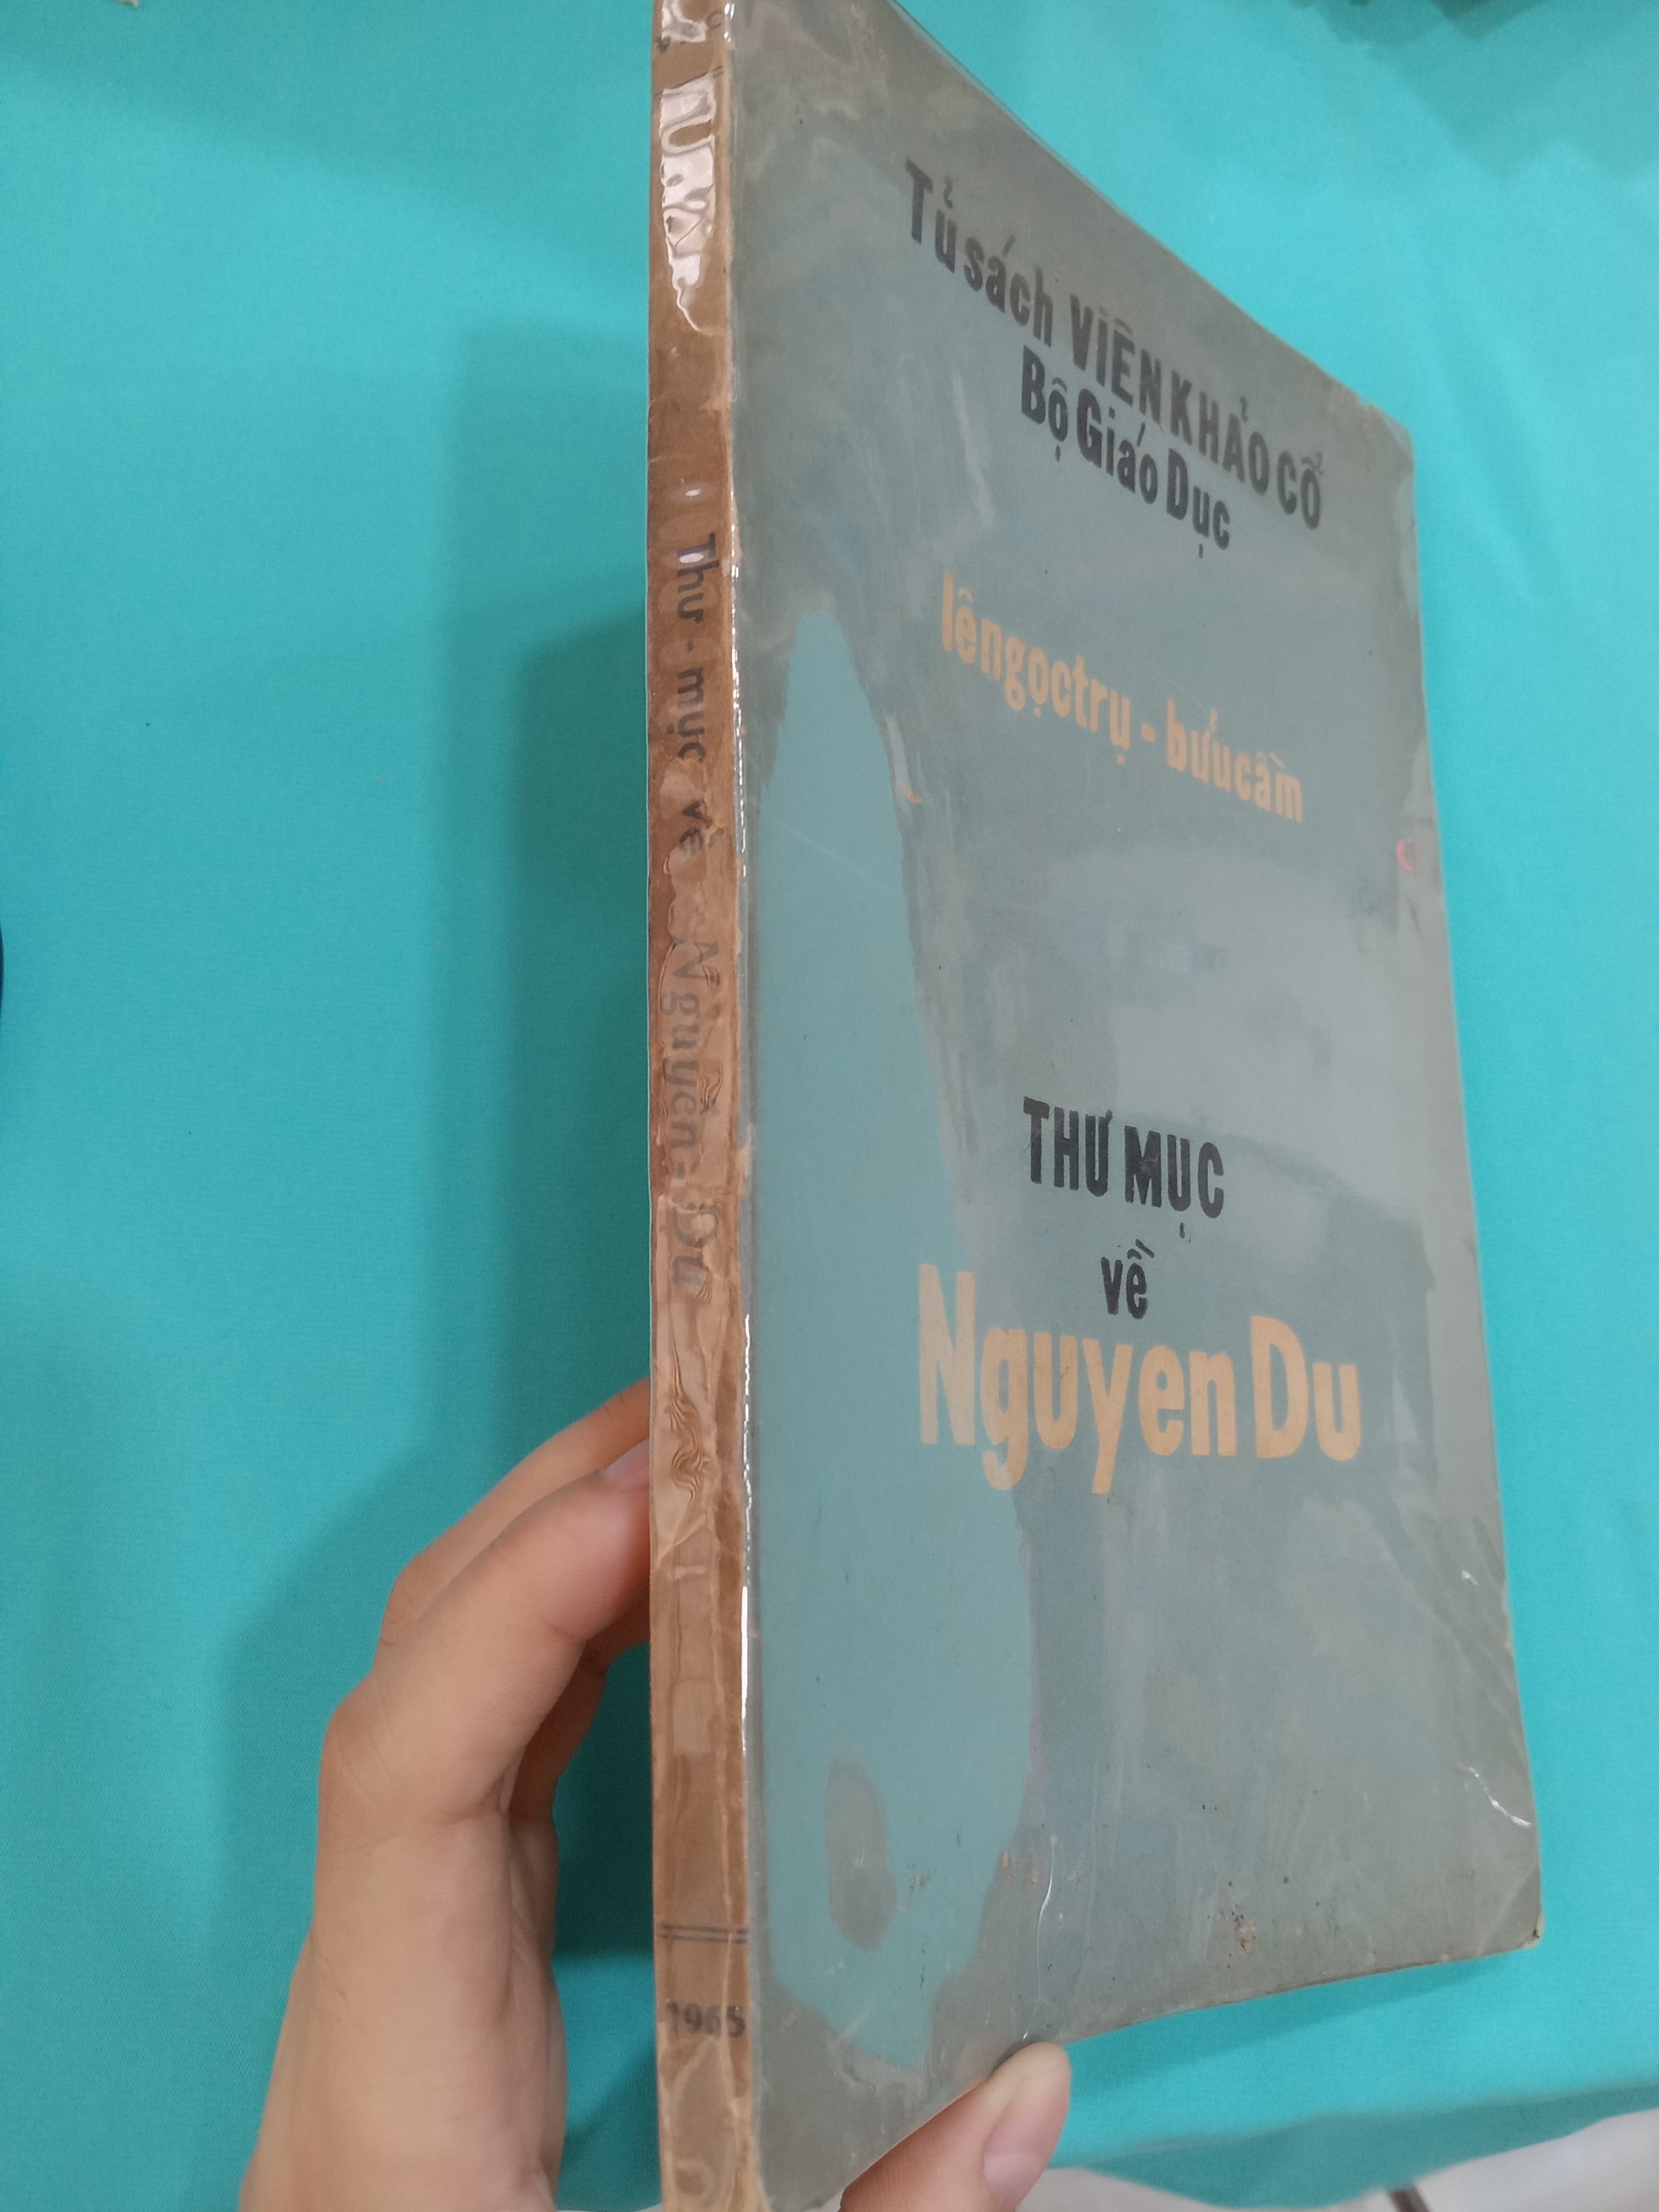 Tủ sách VIỆN KHẢO CỔ
Bộ Giáo Dục
lêngọctrụ - bửucầm
THƯ MỤC
về
Nguyen Du
Thư - mục về Nguyễn - Du
1965